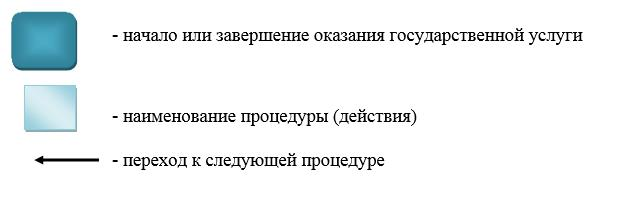 - начало или завершение оказания государственной услуги
- наименование процедуры (действия)
- переход к следующей процедуре